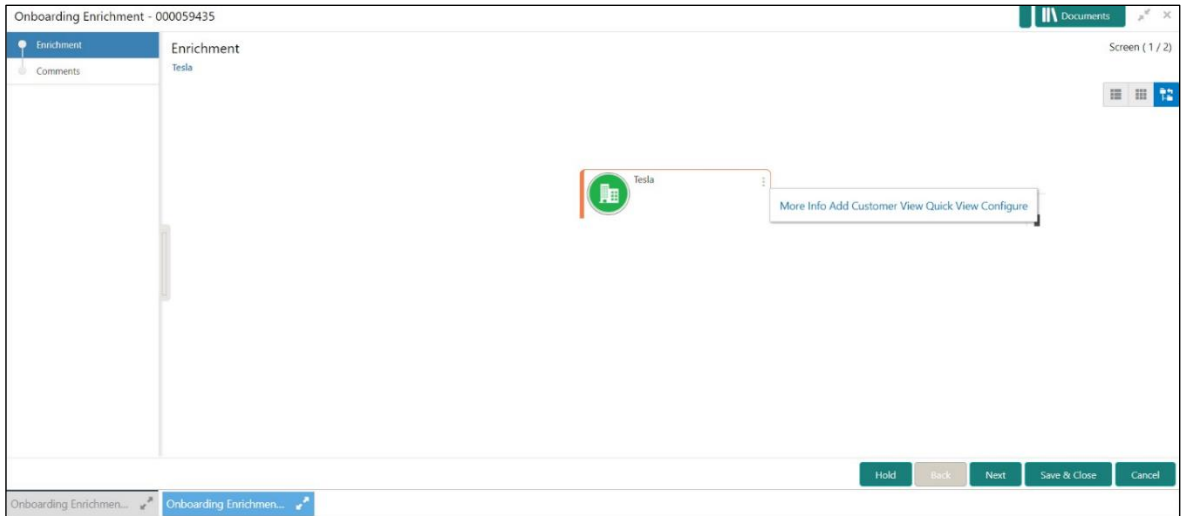 Onboarding Enrichment - 000059435
Documents
Enrichment
Comments
Enrichment
Screen ( 1 / 2)
Tesla
Tesla
More Info Add Customer View Quick View Configure
Hold Back Next Save & Close Cancel
Onboarding Enrichmen... Onboarding Enrichmen...